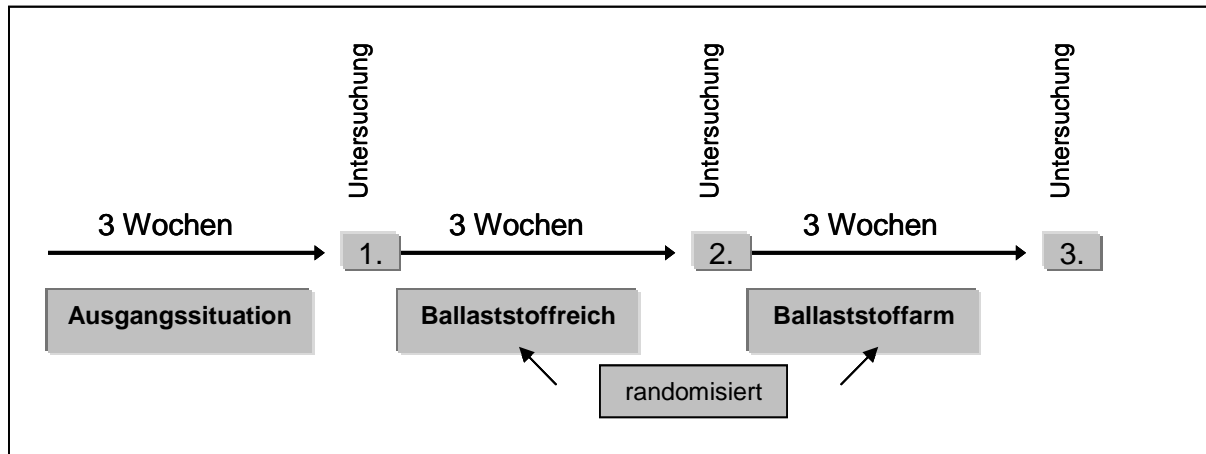 Untersuchung
Untersuchung
Untersuchung
3 Wochen
1.
3 Wochen
2.
3 Wochen
3.
Ausgangssituation
Ballaststoffreich
Ballaststoffarm
randomisiert